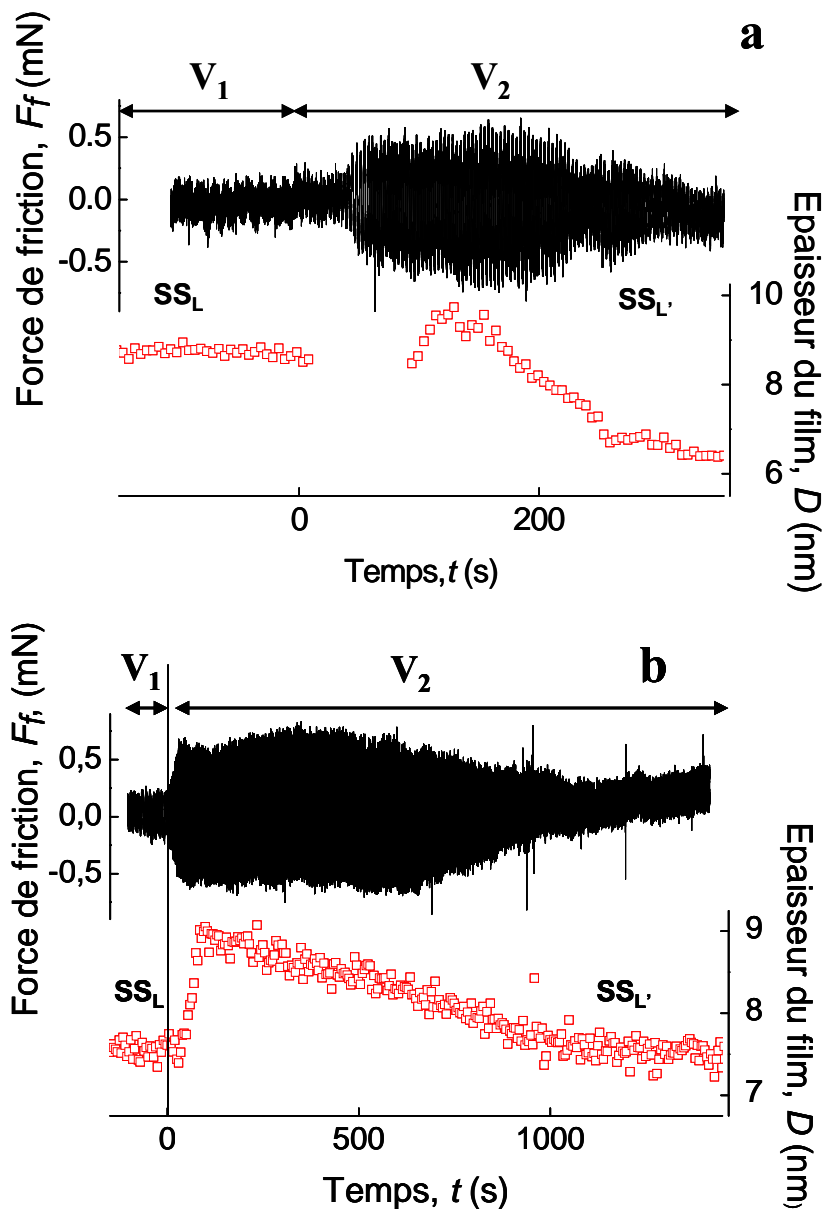 a
V1 V2
Force de friction, Ff (mN)
0.5
0.0
-0.5
SSL SSL'
10
8
6
Epaisseur du film, D (nm)
0 200
Temps,t (s)
b
V1 V2
Force de friction, Ff, (mN)
0,5
0,0
-0,5
SSL SSL'
9
8
7
Epaisseur du film, D (nm)
0 500 1000
Temps, t (s)